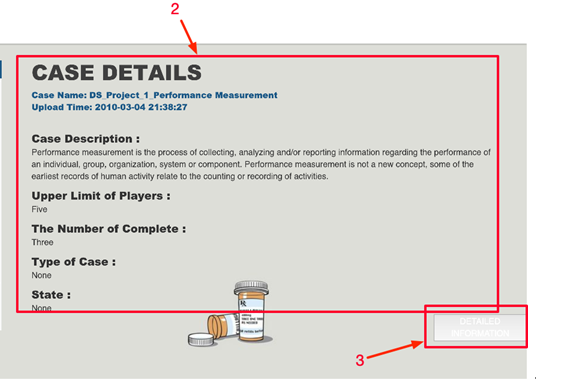 2
CASE DETAILS
Case Name: DS_Project_1_Performance Measurement
Upload Time: 2010-03-04 21:38:27
Case Description :
Performance measurement is the process of collecting, analyzing and/or reporting information regarding the performance of
an individual, group, organization, system or component. Performance measurement is not a new concept, some of the
earliest records of human activity relate to the counting or recording of activities.
Upper Limit of Players :
Five
The Number of Complete :
Three
Type of Case :
None
State :
None
DETAILED
INFORMATION
3